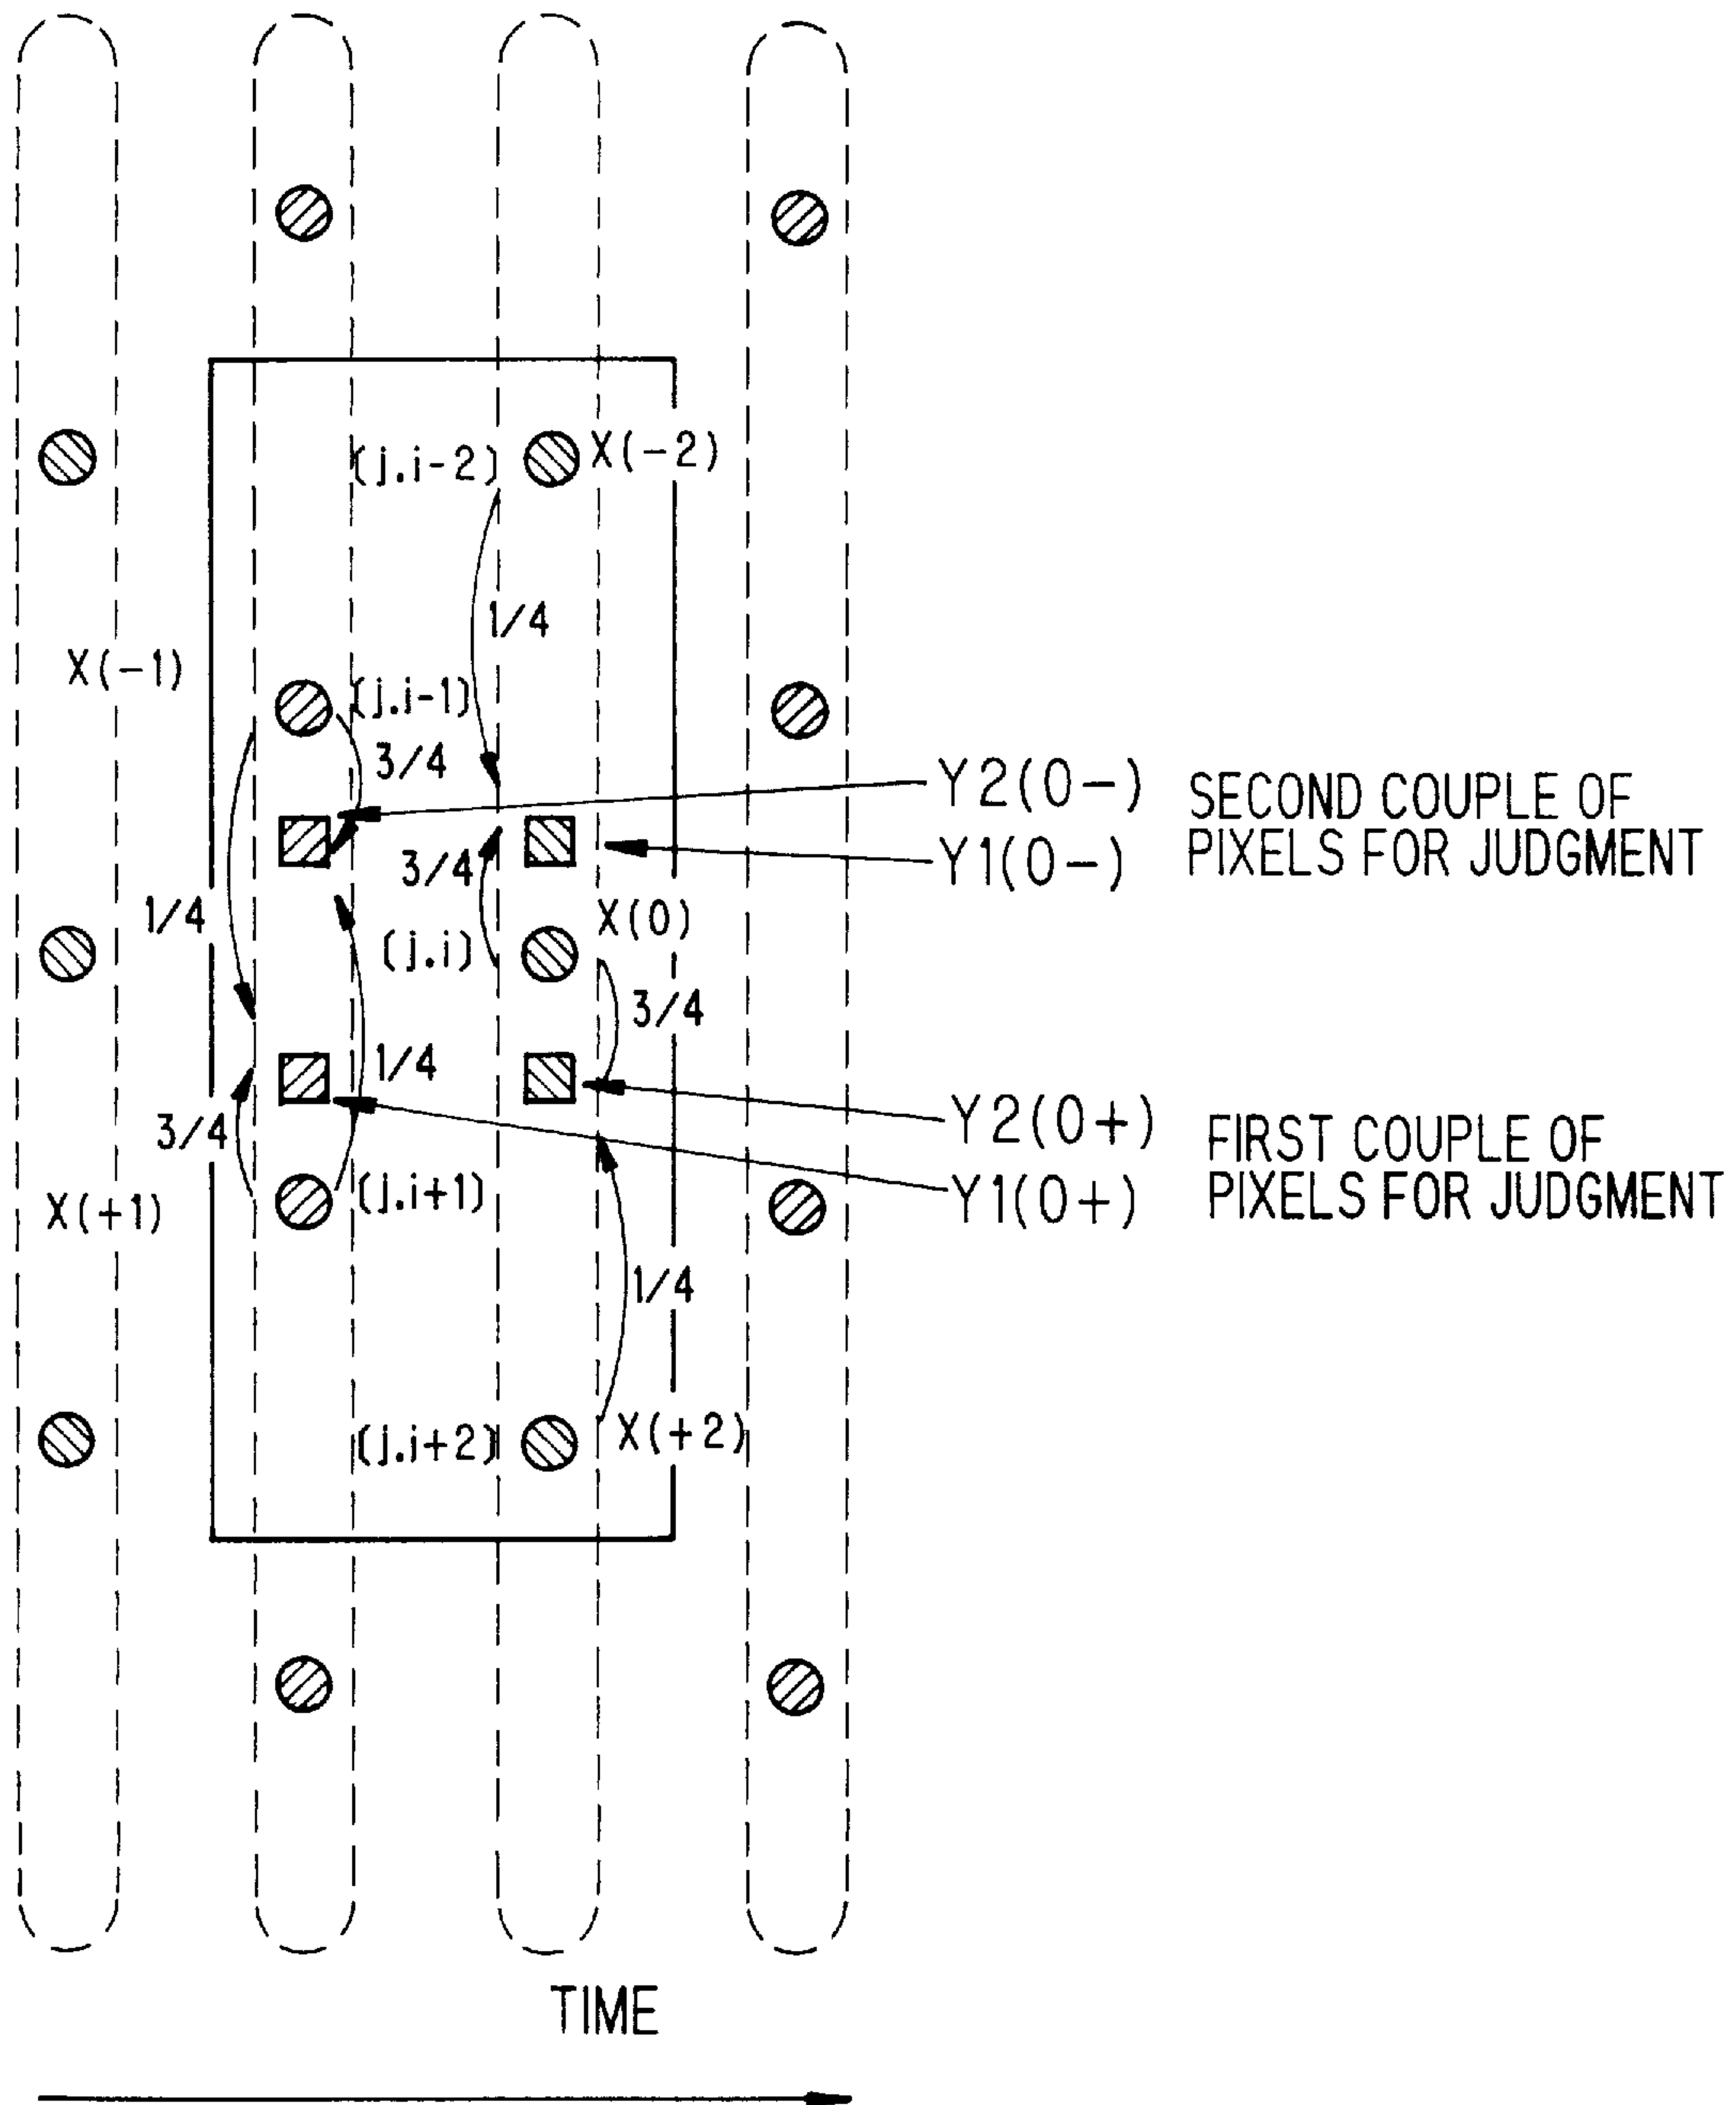 (j.i-2) X(-2)
1/4
X(-1)
(j.i-1)
3/4
Y2(0-) SECOND COUPLE OF
Y1(0-) PIXELS FOR JUDGMENT
3/4
1/4
X(0)
(j.i)
3/4
1/4
3/4
Y2(0+) FIRST COUPLE OF
Y1(0+) PIXELS FOR JUDGMENT
X(+1) (j.i+1)
1/4
(j.i+2) X(+2)
TIME